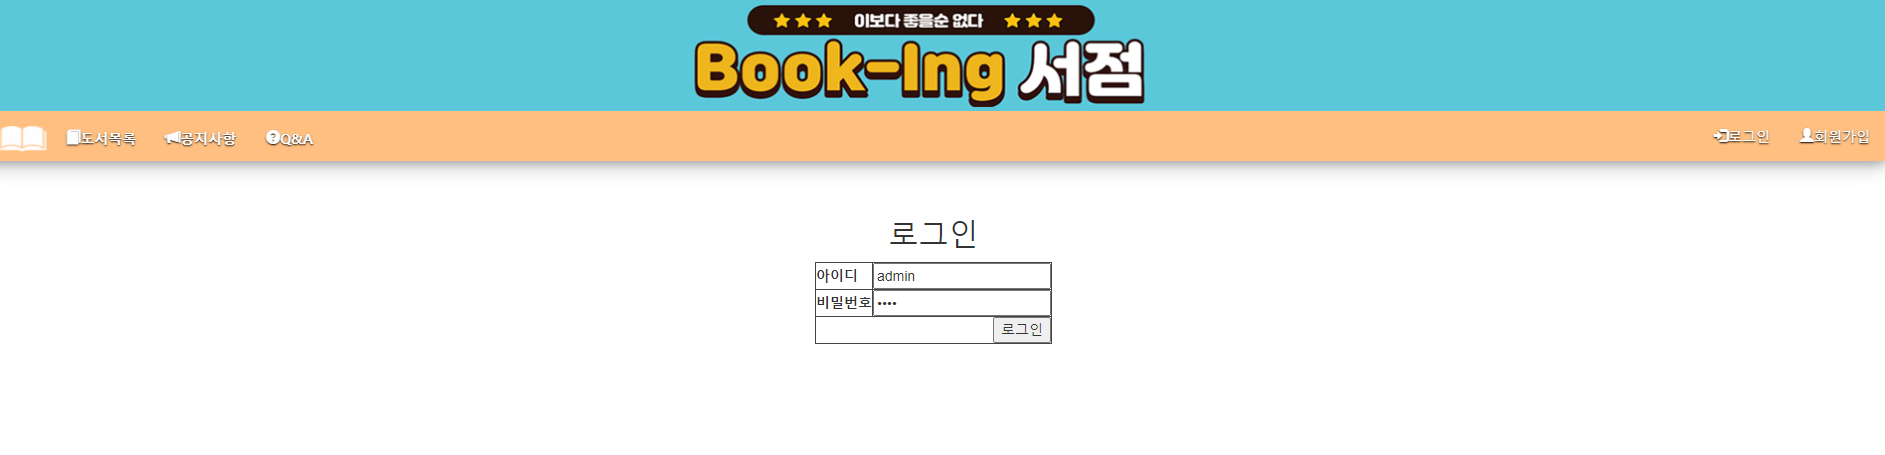 이보다 좋을순 없다
Book-Ing 서점
도서목록 공지사항 Q&A 로그인 회원가입
로그인
아이디 admin
비밀번호 ••••
로그인